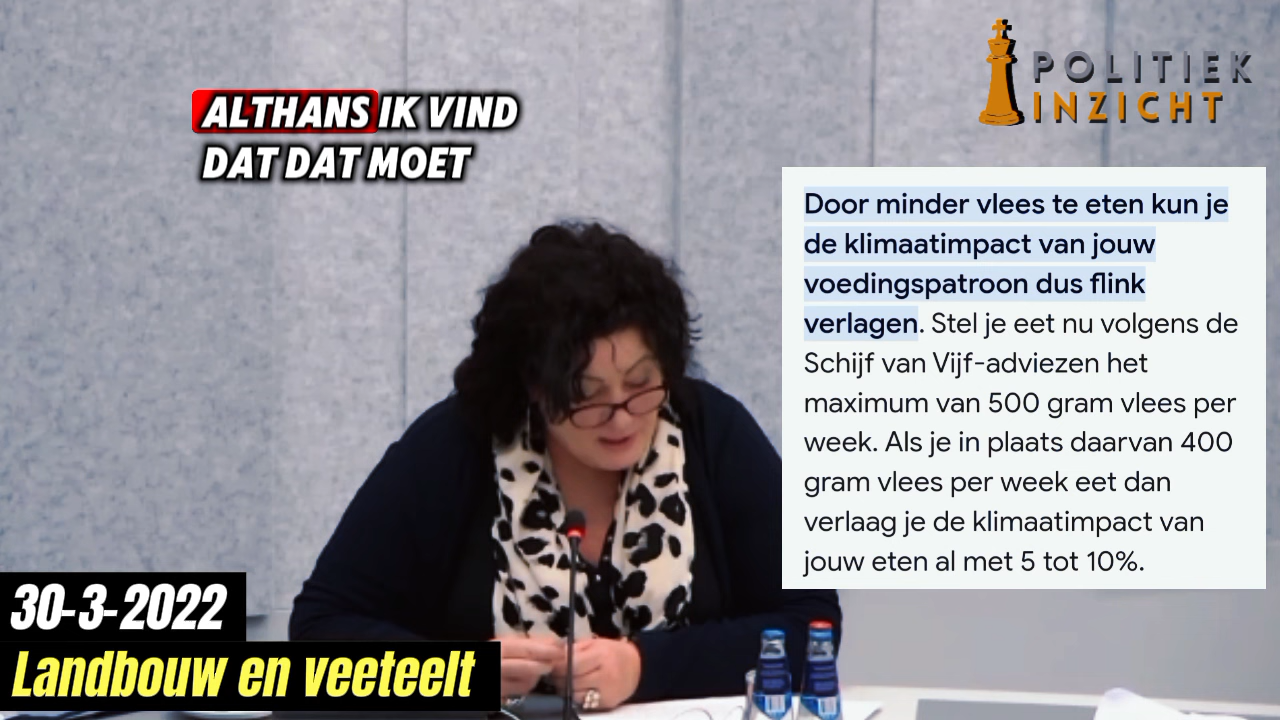 POLITIEK
INZICHT
ALTHANS IK VIND
DAT DAT MOET
Door minder vlees te eten kun je
de klimaatimpact van jouw
voedingspatroon dus flink
verlagen. Stel je eet nu volgens de
Schijf van Vijf-adviezen het
maximum van 500 gram vlees per
week. Als je in plaats daarvan 400
gram vlees per week eet dan
verlaag je de klimaatimpact van
jouw eten al met 5 tot 10%.
30-3-2022
Landbouw en veeteelt